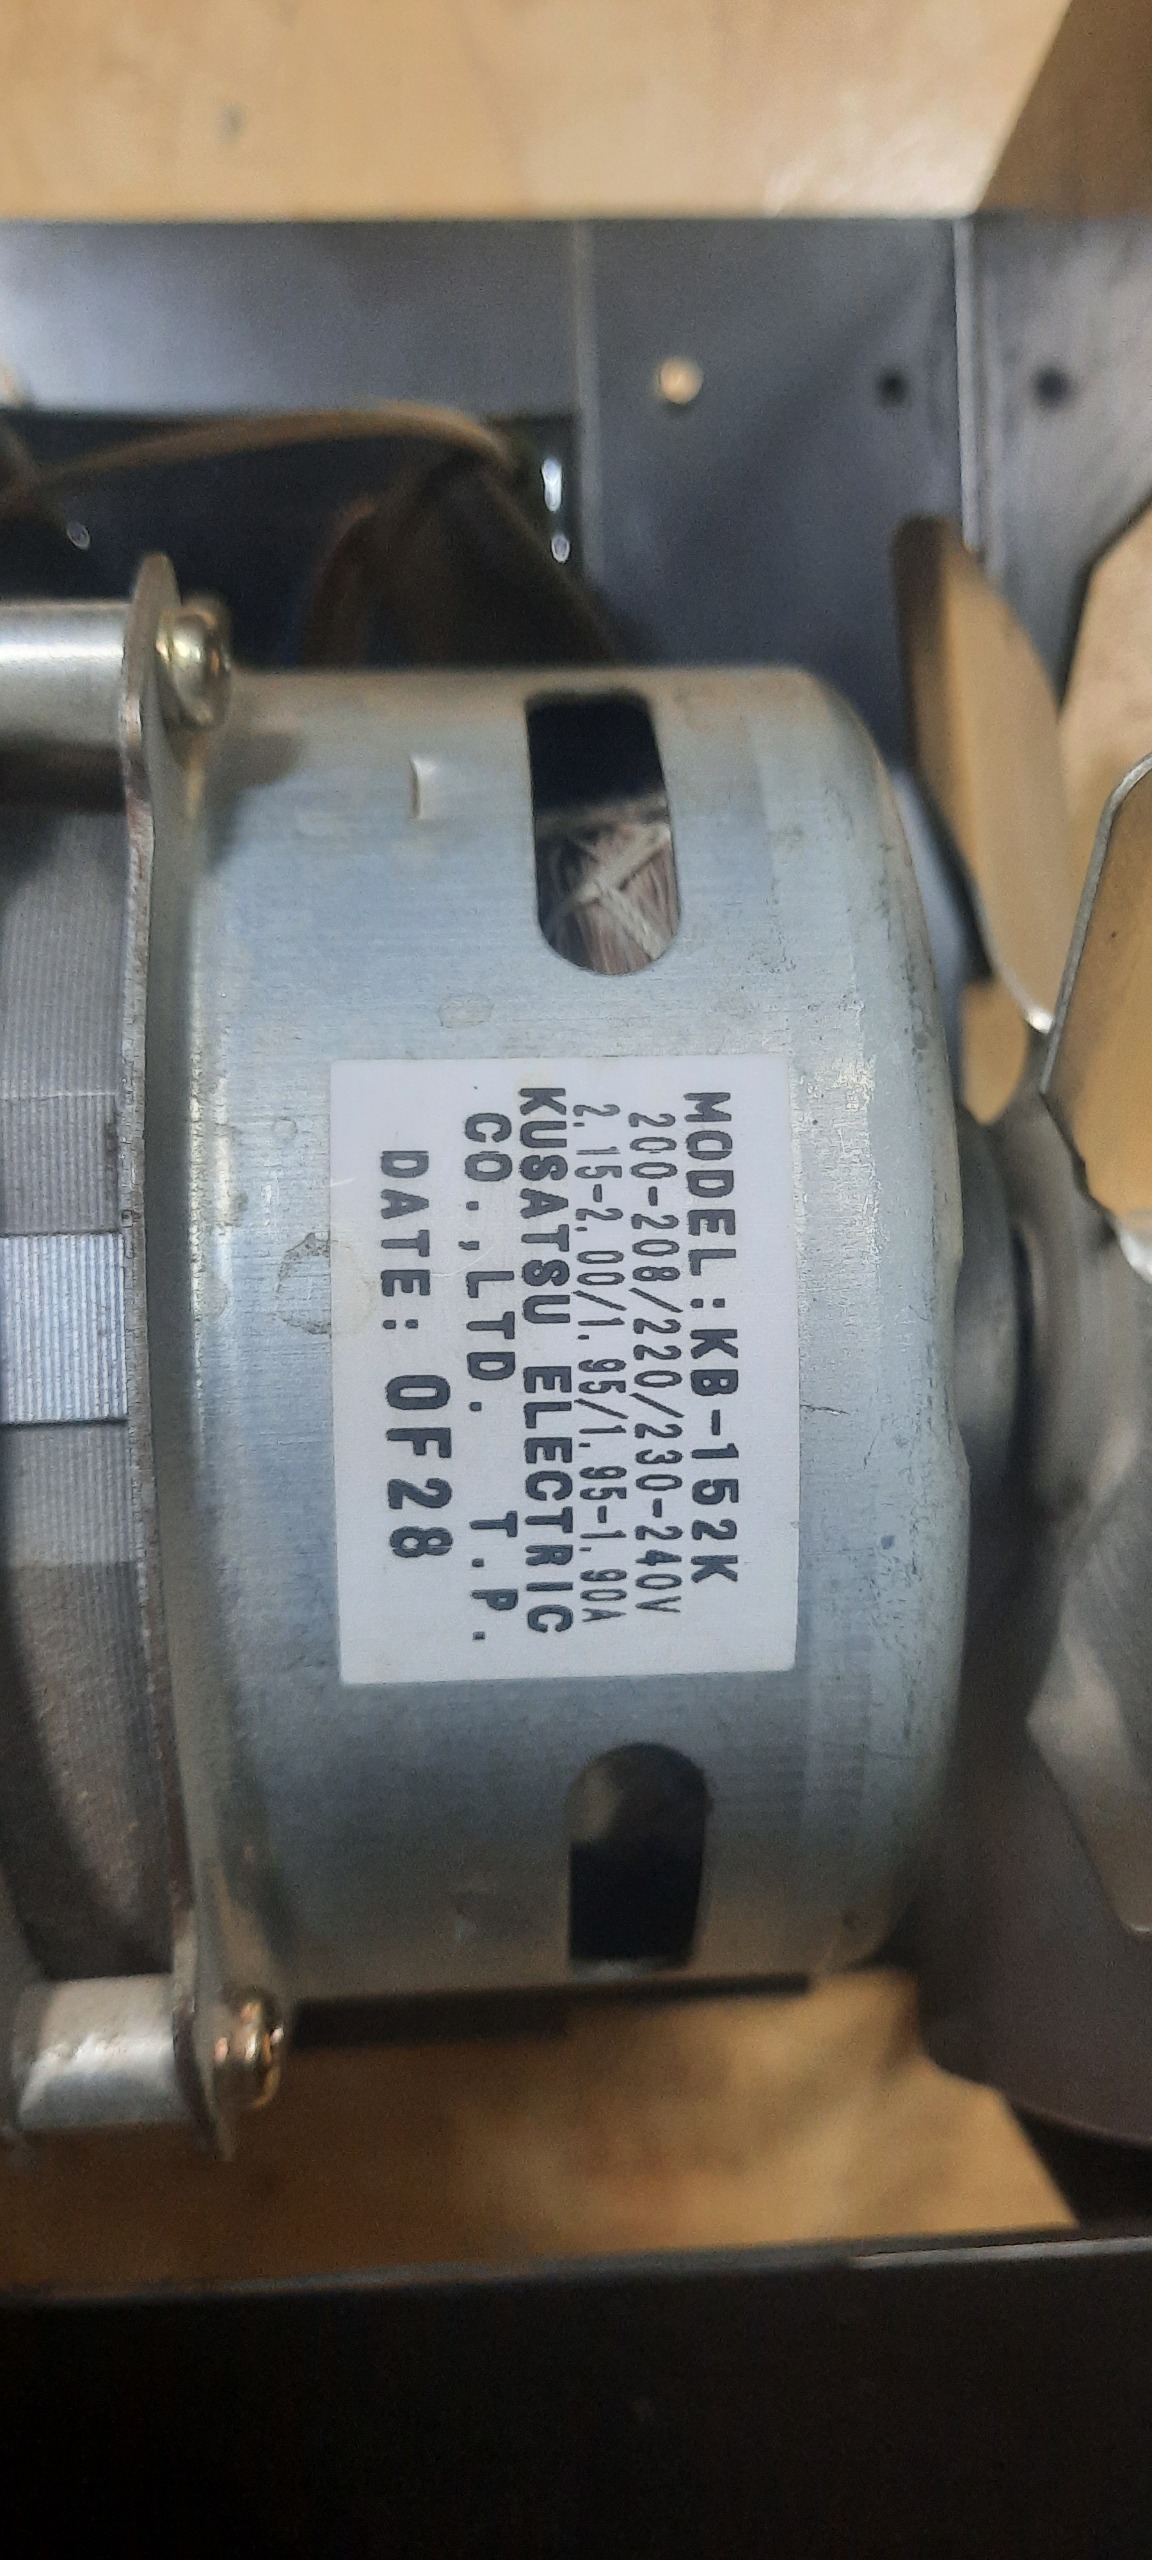 MODEL:KB-152K
200-208/220/230-240V
2.15-2.00/1.95/1.95-1.90A
KUSATSU ELECTRIC
CO.,LTD. T.P.
DATE: 0F28